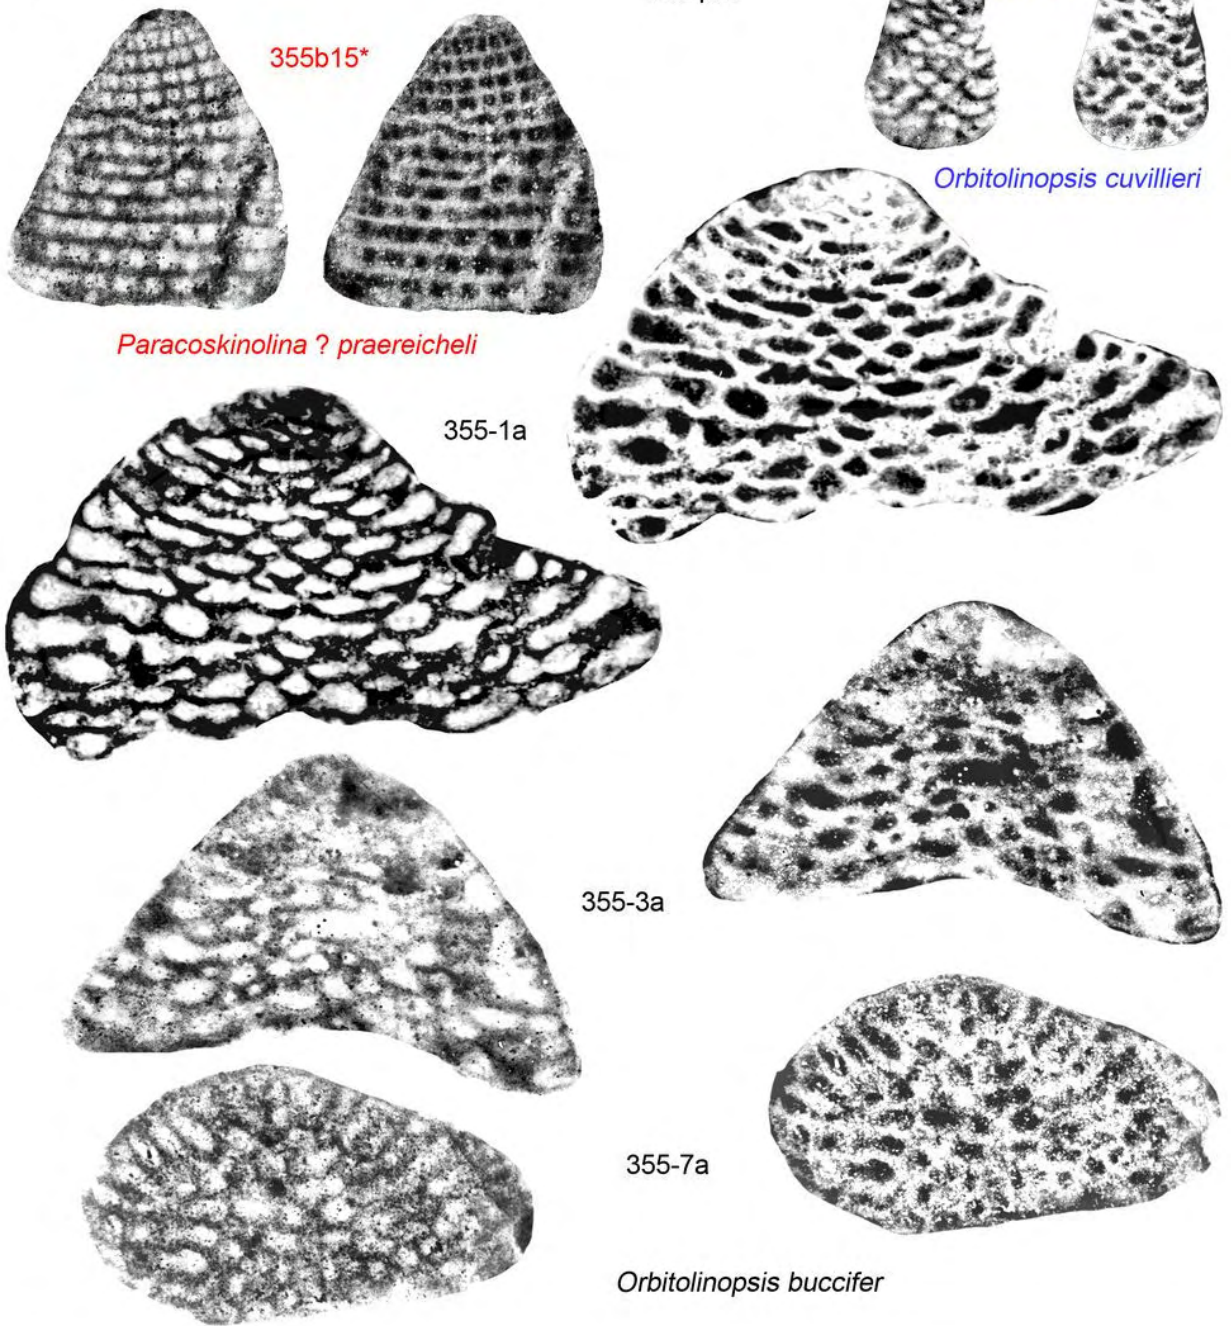 355b15*
Orbitolinopsis cuvillieri
Paracoskinolina ? praereicheli
355-1a
355-3a
355-7a
Orbitolinopsis buccifer